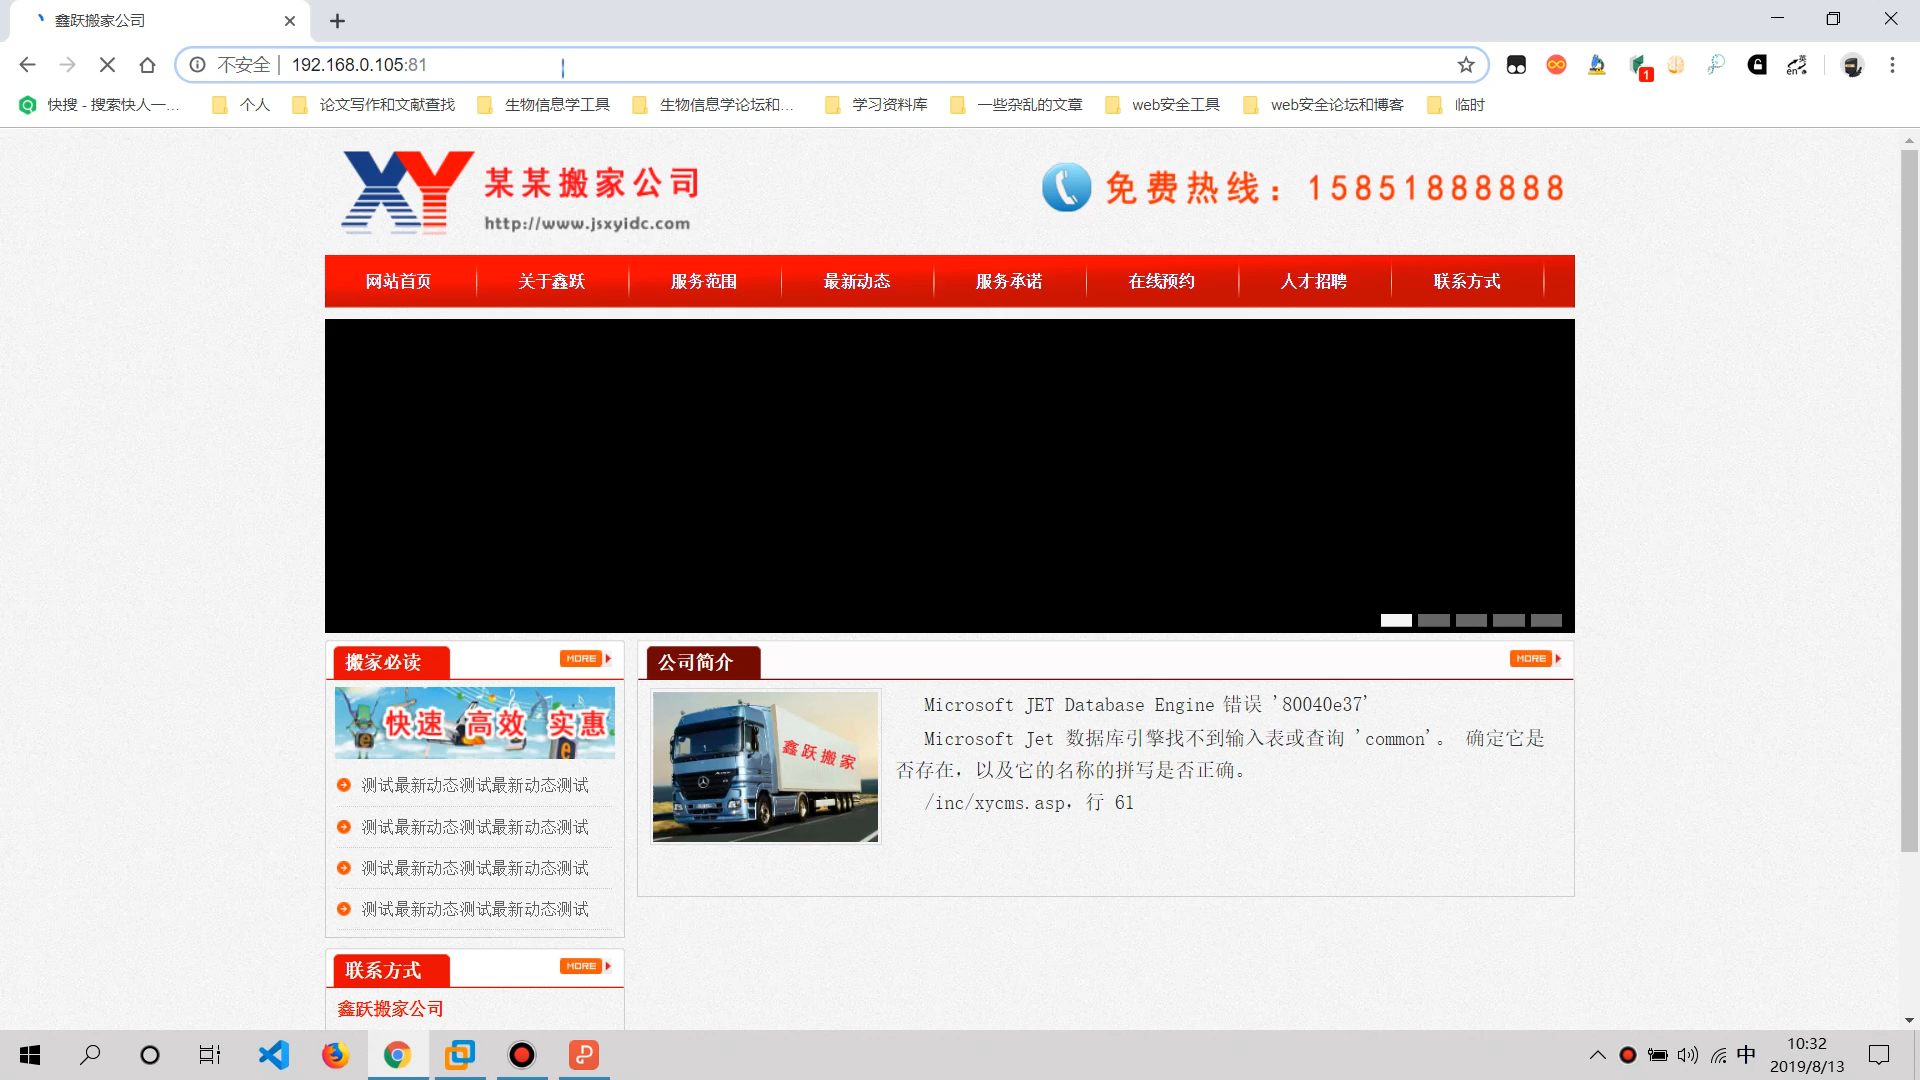 鑫跃搬家公司
不安全 192.168.0.105:81
1
快搜 - 搜索快人一... 个人 论文写作和文献查找 生物信息学工具 生物信息学论坛和... 学习资料库 一些杂乱的文章 web安全工具 web安全论坛和博客 临时
XY 某某搬家公司
http://www.jsxyidc.com
免费热线：15851888888
网站首页 关于鑫跃 服务范围 最新动态 服务承诺 在线预约 人才招聘 联系方式
搬家必读 MORE
快速 高效 实惠
测试最新动态测试最新动态测试
测试最新动态测试最新动态测试
测试最新动态测试最新动态测试
测试最新动态测试最新动态测试
公司简介 MORE
鑫跃搬家
Microsoft JET Database Engine 错误 '80040e37'
Microsoft Jet 数据库引擎找不到输入表或查询 'common'。 确定它是
否存在，以及它的名称的拼写是否正确。
/inc/xycms.asp，行 61
联系方式 MORE
鑫跃搬家公司
中
10:32
2019/8/13